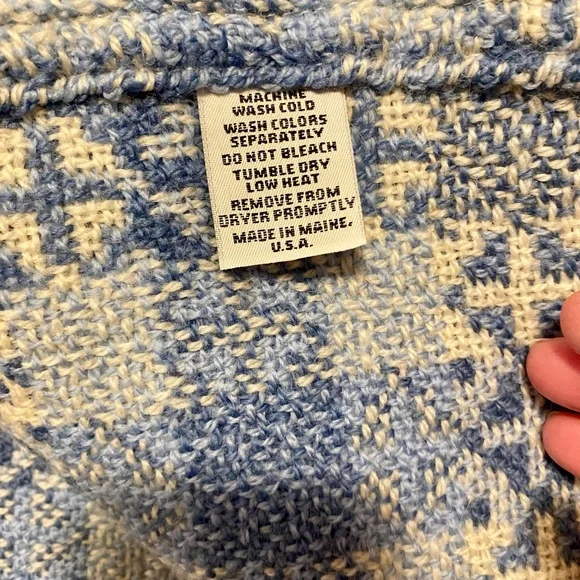 MACHINE
WASH COLD
WASH COLORS
SEPARATELY
DO NOT BLEACH
TUMBLE DRY
LOW HEAT
REMOVE FROM
DRYER PROMPTLY
MADE IN MAINE,
U.S.A.